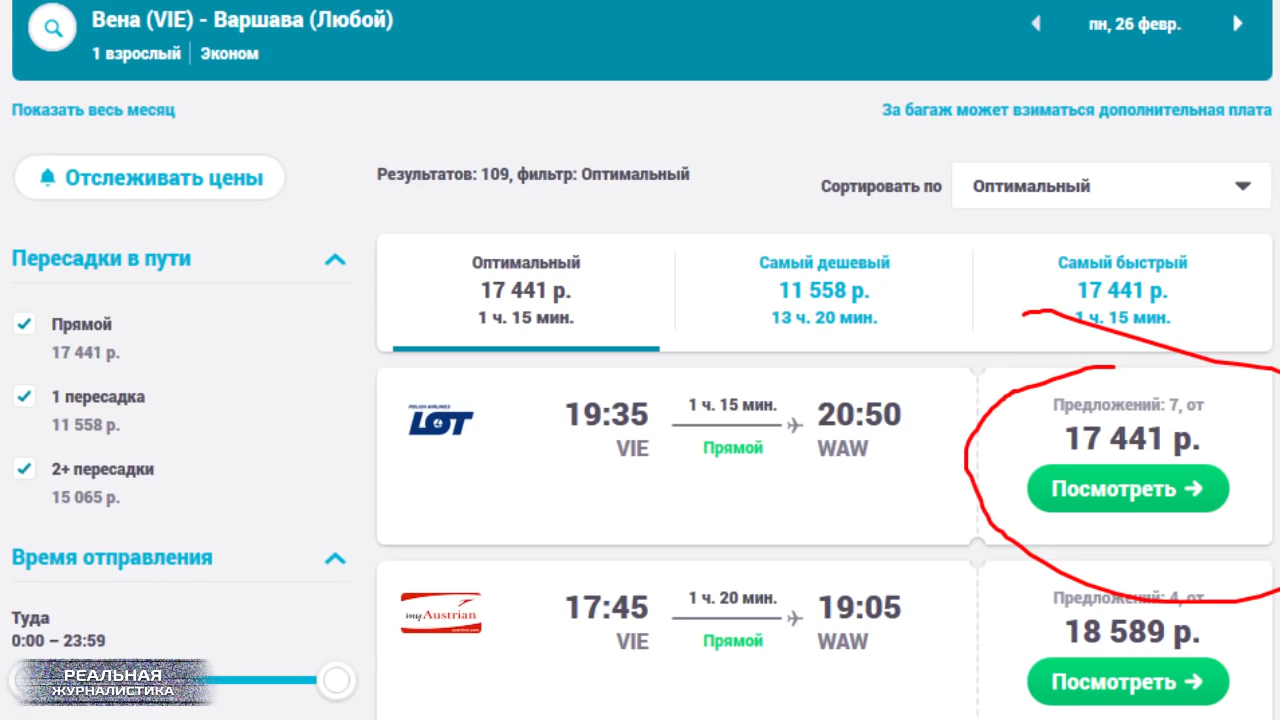 Вена (VIE) - Варшава (Любой)
1 взрослый | Эконом
пн, 26 февр.
Показать весь месяц
За багаж может взиматься дополнительная плата
Отслеживать цены
Результатов: 109, фильтр: Оптимальный
Сортировать по
Оптимальный
Пересадки в пути
Прямой
17 441 р.
1 пересадка
11 558 р.
2+ пересадки
15 065 р.
Время отправления
Туда
0:00 – 23:59
РЕАЛЬНАЯ
ЖУРНАЛИСТИКА
Оптимальный
17 441 р.
1 ч. 15 мин.
Самый дешевый
11 558 р.
13 ч. 20 мин.
Самый быстрый
17 441 р.
1 ч. 15 мин.
POLISH AIRLINES
LOT
19:35
VIE
1 ч. 15 мин.
Прямой
20:50
WAW
Предложений: 7, от
17 441 р.
Посмотреть →
myAustrian
17:45
VIE
1 ч. 20 мин.
Прямой
19:05
WAW
Предложений: 4, от
18 589 р.
Посмотреть →